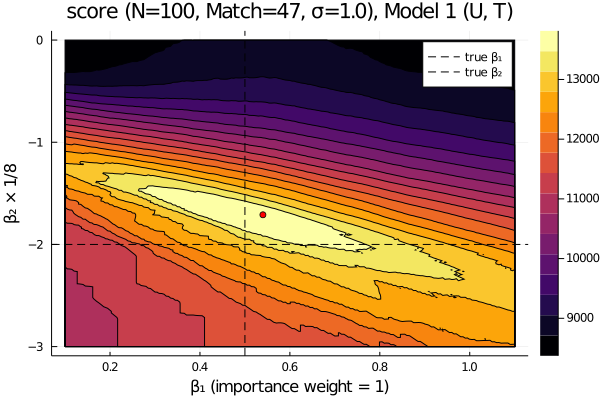 score (N=100, Match=47, σ=1.0), Model 1 (U, T)
0
−1
−2
−3
β₂ × 1/8
true β₁
true β₂
13000
12000
11000
10000
9000
0.2
0.4
0.6
0.8
1.0
β₁ (importance weight = 1)